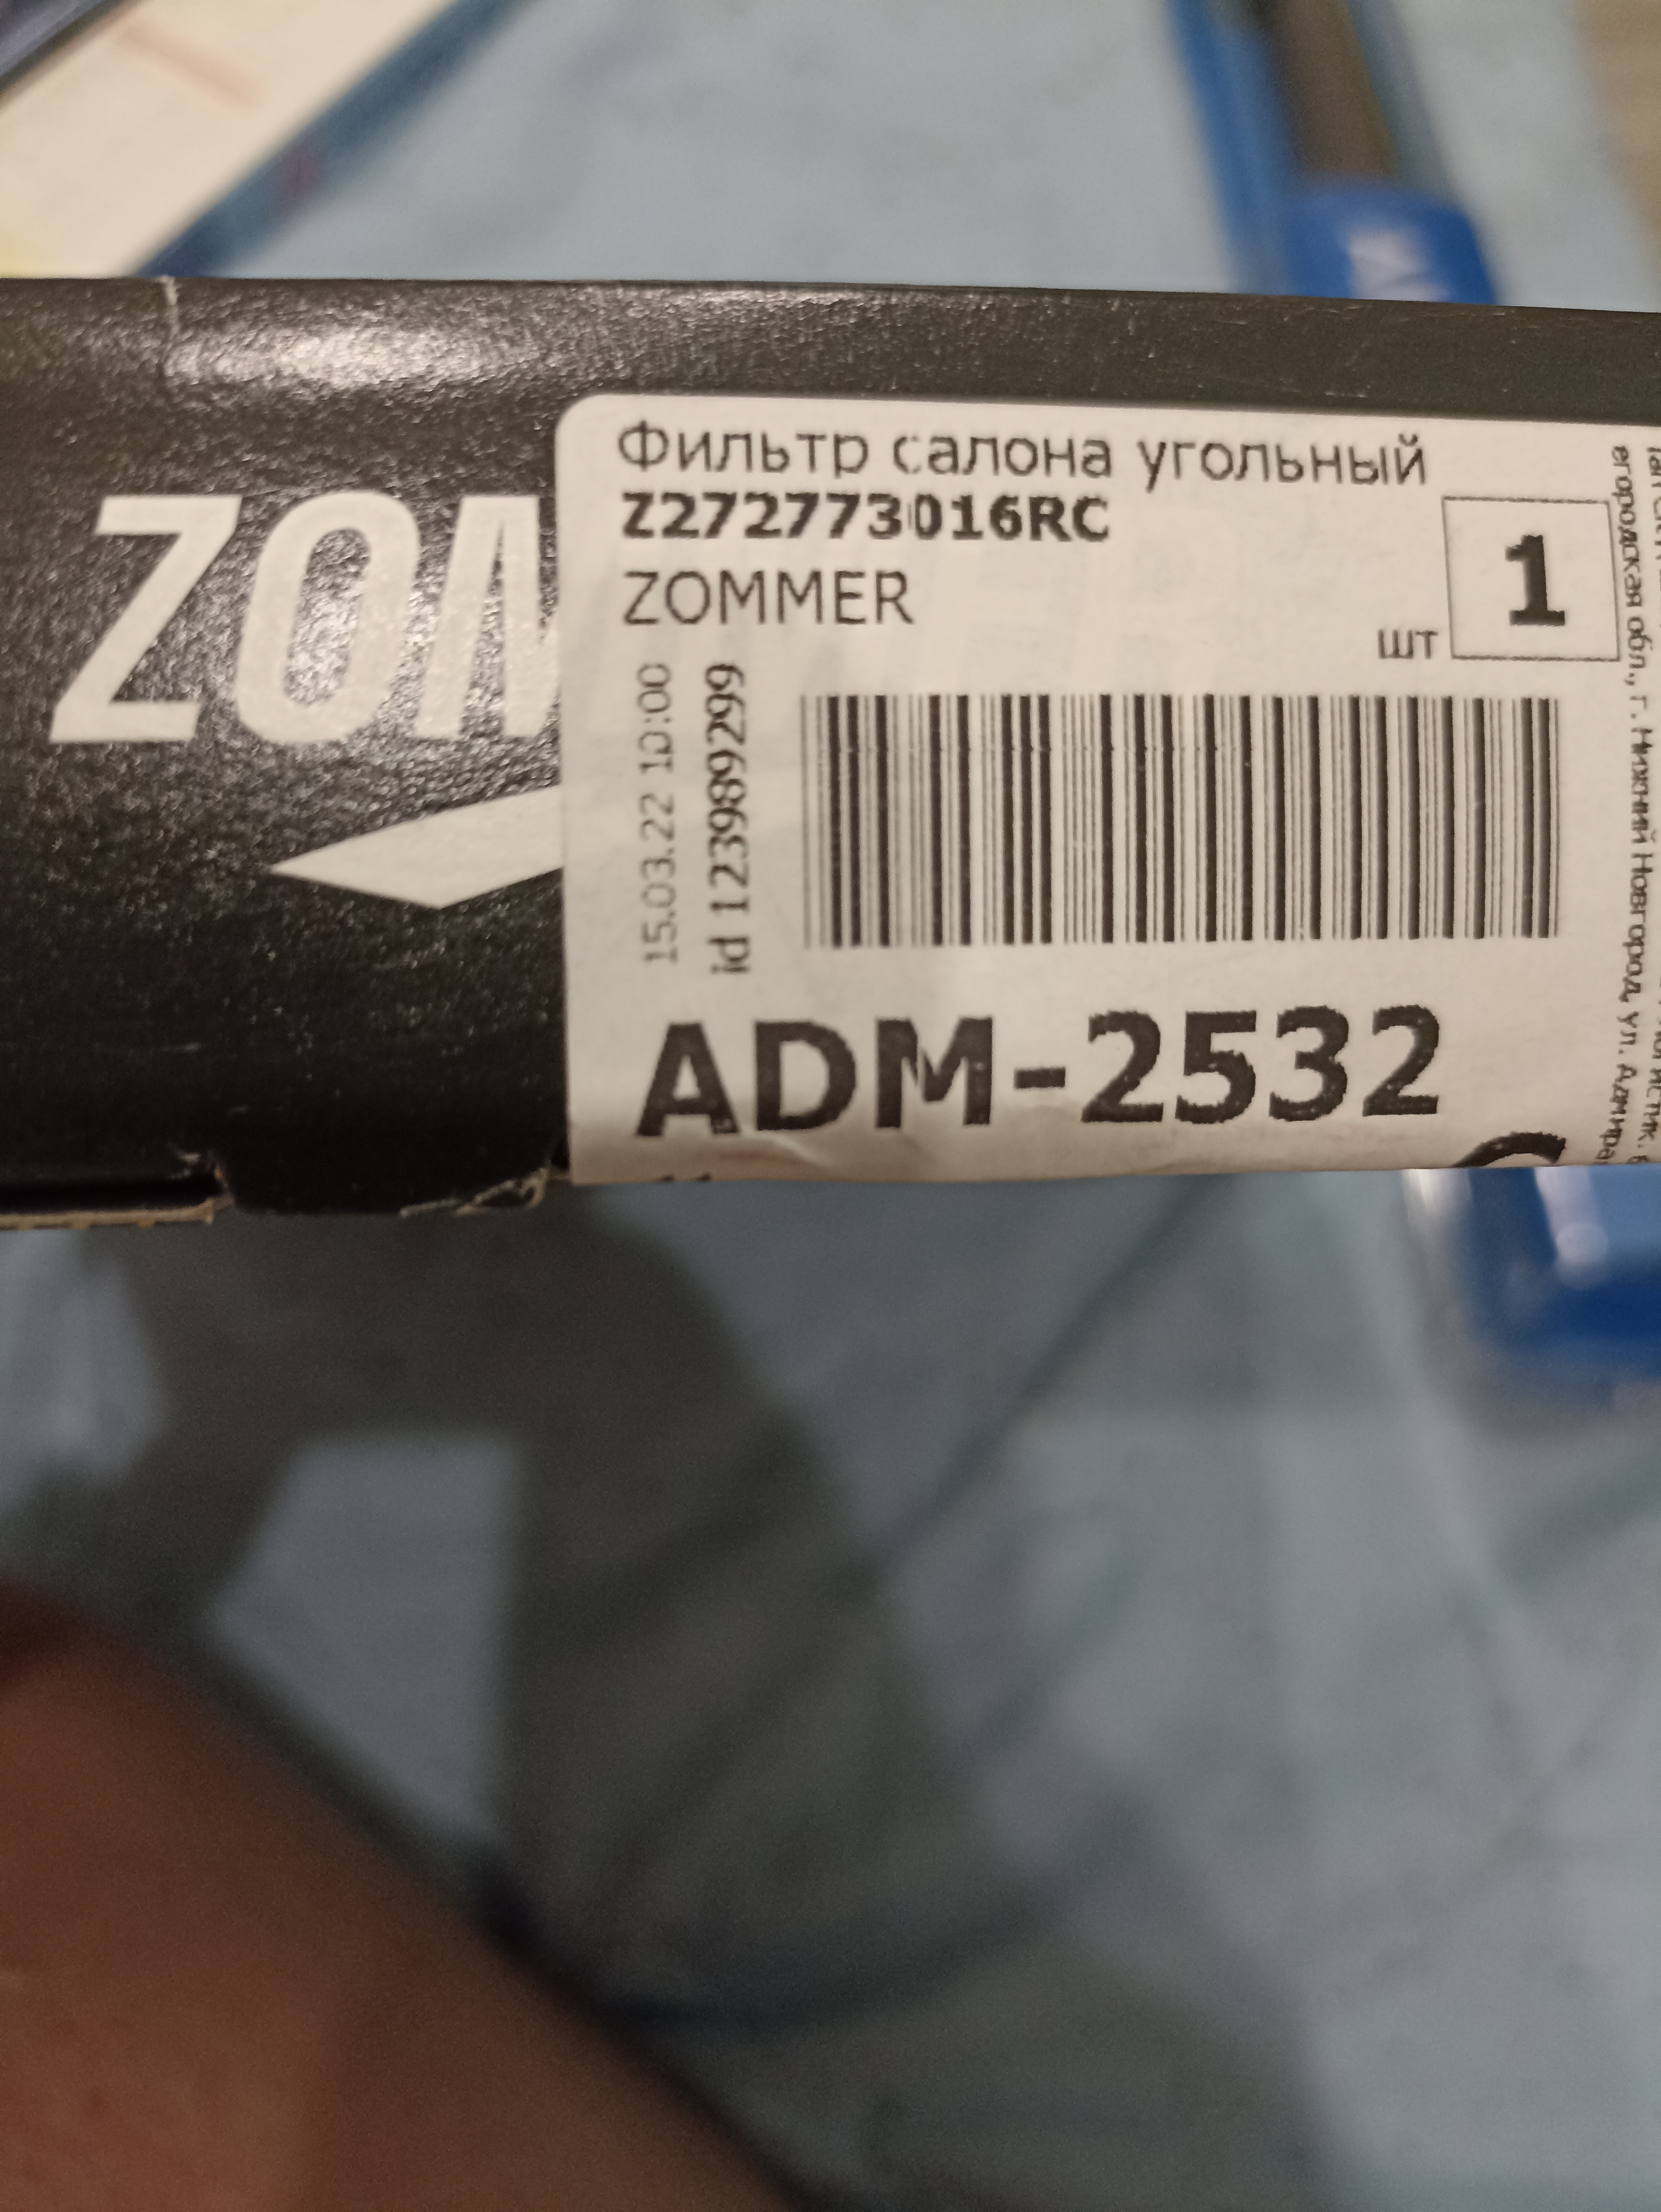 ZOM
Фильтр салона угольный
Z272773016RC
ZOMMER
шт
1
15.03.22 10:00
id 123989299
ADM-2532
егородская обл., г. Нижний Новгород, ул.